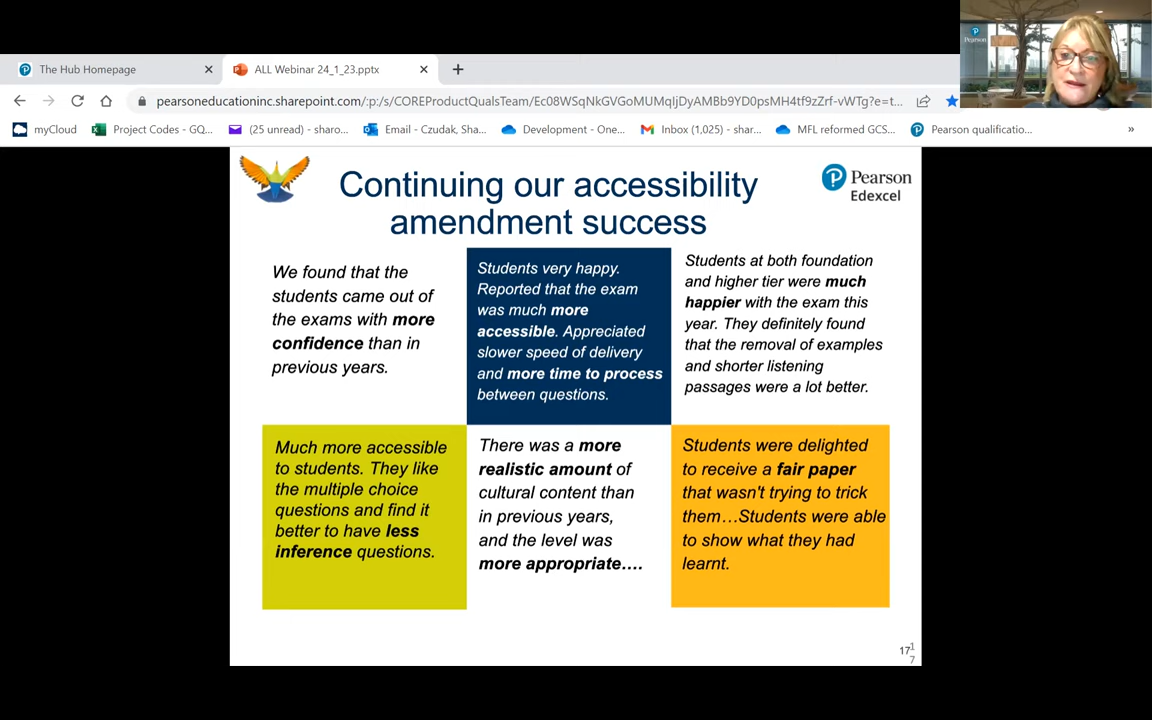 Pearson
The Hub Homepage
ALL Webinar 24_1_23.pptx
pearsoneducationinc.sharepoint.com/:p:/s/COREProductQualsTeam/Ec08WSqNkGVGoMUMqIjDyAMBb9YD0psMH4tf9zZrf-vWTg?e=t...
myCloud
Project Codes - GQ...
(25 unread) - sharo...
Email - Czudak, Sha...
Development - One...
Inbox (1,025) - shar...
MFL reformed GCS...
Pearson qualificatio...
»
Continuing our accessibility
amendment success
Pearson
Edexcel
We found that the
students came out of
the exams with more
confidence than in
previous years.
Students very happy.
Reported that the exam
was much more
accessible. Appreciated
slower speed of delivery
and more time to process
between questions.
Students at both foundation
and higher tier were much
happier with the exam this
year. They definitely found
that the removal of examples
and shorter listening
passages were a lot better.
Much more accessible
to students. They like
the multiple choice
questions and find it
better to have less
inference questions.
There was a more
realistic amount of
cultural content than
in previous years,
and the level was
more appropriate….
Students were delighted
to receive a fair paper
that wasn't trying to trick
them…Students were able
to show what they had
learnt.
17
1
7